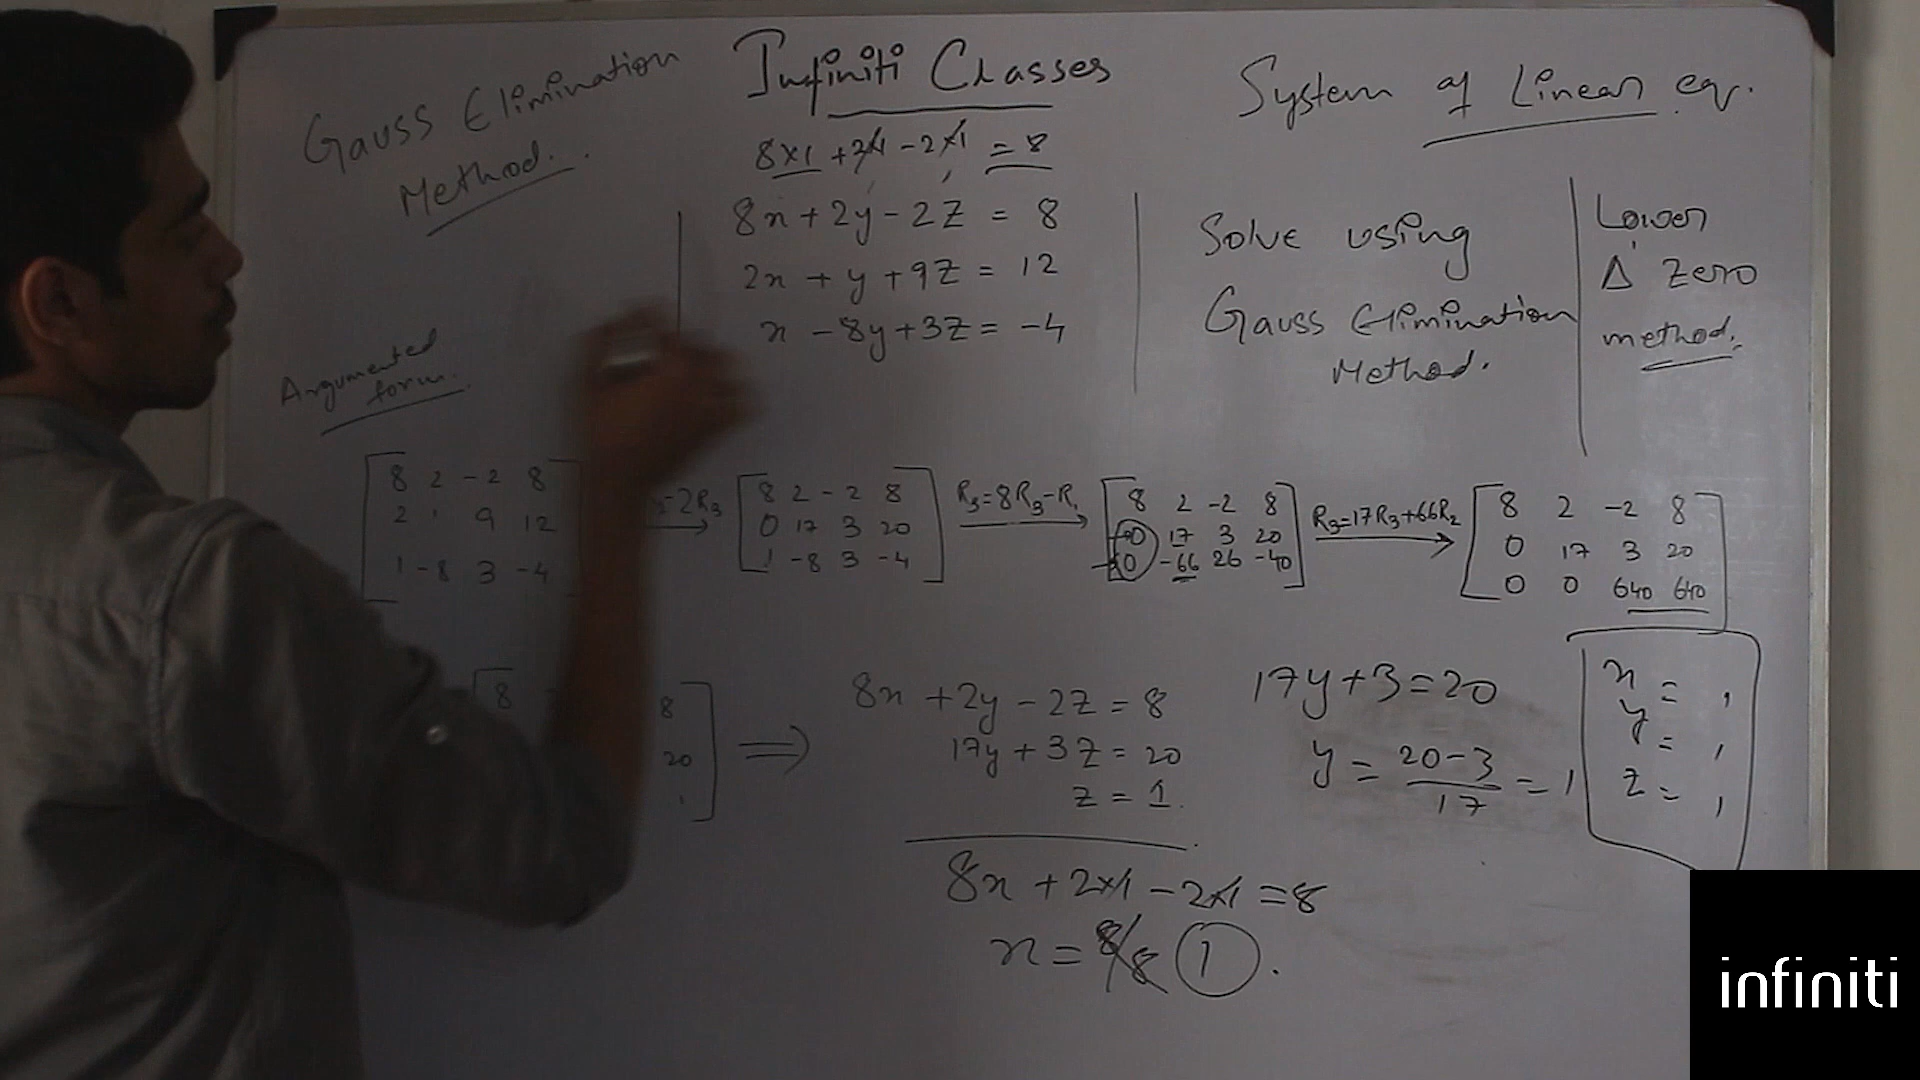 Gauss Elimination
Method.
Infiniti Classes
System of Linear eq.
8x1 + 2x1 - 2x1 = 8
8x + 2y - 2z = 8
2x + y + 9z = 12
x - 8y + 3z = -4
Solve using
Gauss Elimination
Method.
Lower
Δ zero
method.
Argumented
form.
8 2 -2 8
2 1 9 12
1 -8 3 -4
-2R3
8 2 -2 8
0 17 3 20
1 -8 3 -4
R3=8R3-R1
8 2 -2 8
0 17 3 20
0 -66 26 -40
R3=17R3+66R2
8 2 -2 8
0 17 3 20
0 0 640 640
8 8
20
1
⇒
8x + 2y - 2z = 8
17y + 3z = 20
z = 1.
17y+3=20
y = 20-3/17 = 1
x = 1
y = 1
z = 1
8x + 2x1 - 2x1 = 8
x = 8/8 1.
infiniti